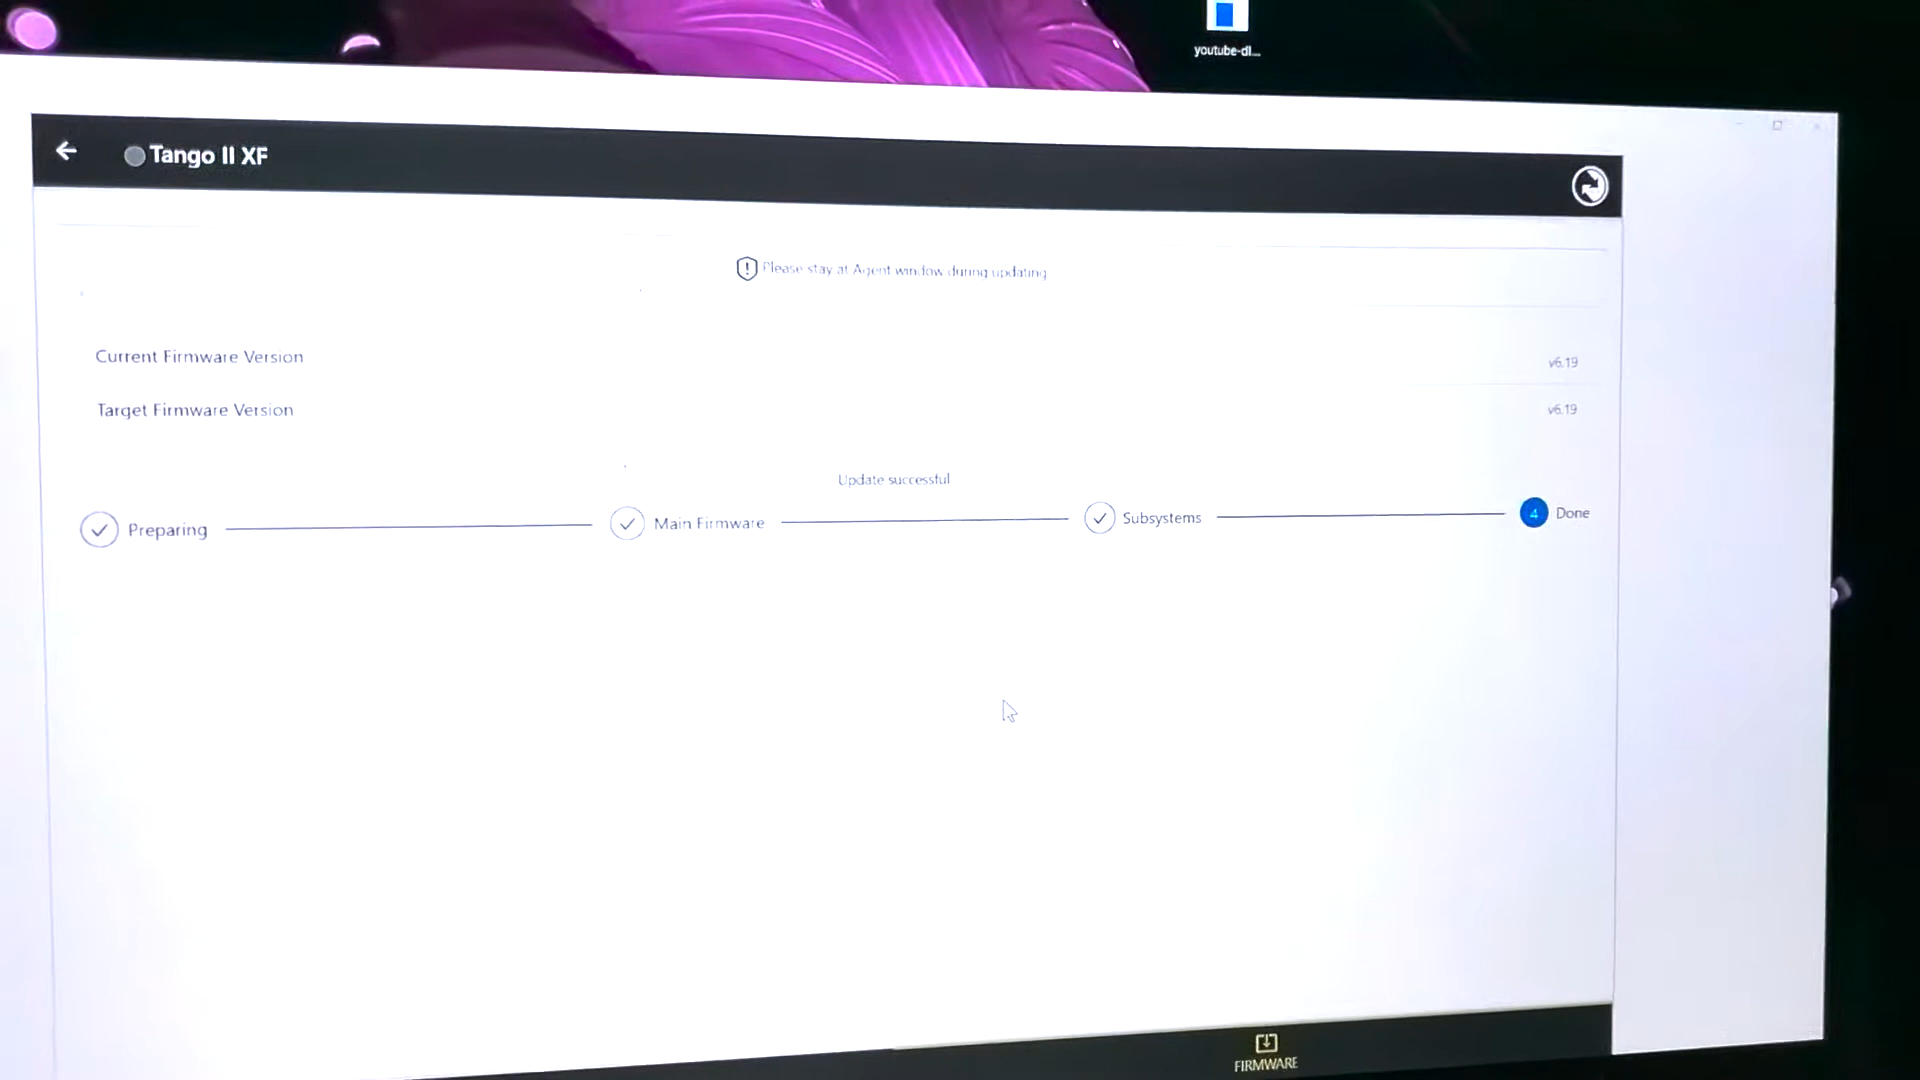 youtube-dl...
Tango II XF
Please stay at Agent window during updating
Current Firmware Version
v6.19
Target Firmware Version
v6.19
Update successful
Preparing
Main Firmware
Subsystems
4 Done
FIRMWARE